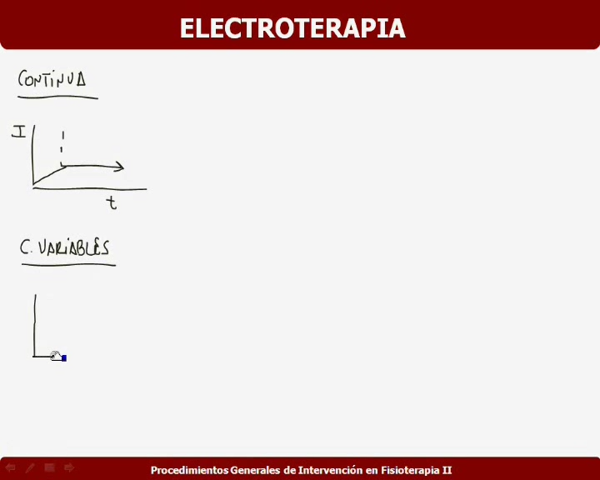 ELECTROTERAPIA
CONTINUA
I
t
C. VARIABLES
Procedimientos Generales de Intervención en Fisioterapia II